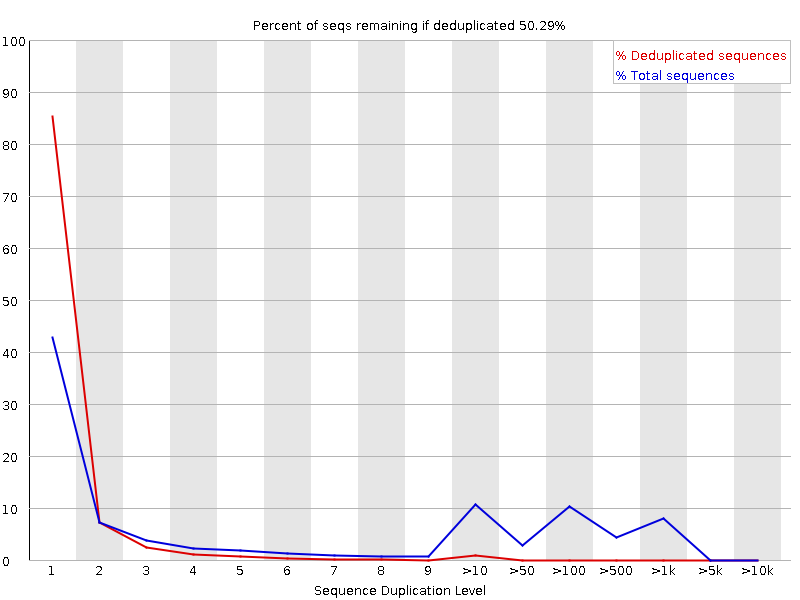 Percent of seqs remaining if deduplicated 50.29%
% Deduplicated sequences
% Total sequences
100
90
80
70
60
50
40
30
20
10
0
1 2 3 4 5 6 7 8 9 >10 >50 >100 >500 >1k >5k >10k
Sequence Duplication Level